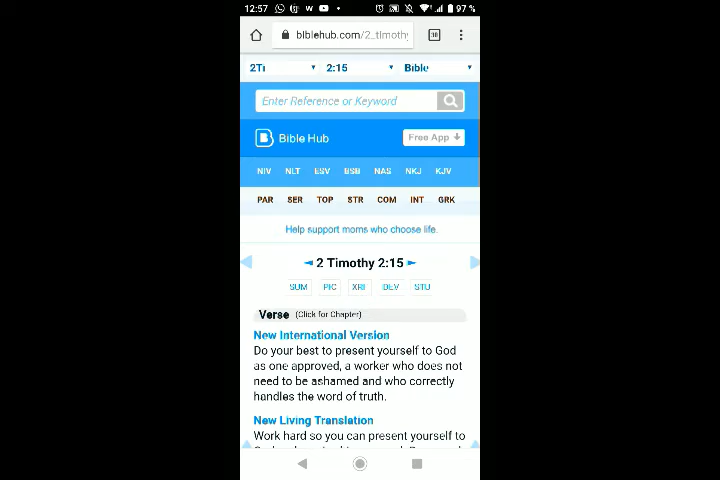 12:57 97 %
biblehub.com/2_timothy
2Ti 2:15 Bible
Enter Reference or Keyword
Bible Hub Free App
NIV NLT ESV BSB NAS NKJ KJV
PAR SER TOP STR COM INT GRK
Help support moms who choose life.
2 Timothy 2:15
SUM PIC XRF DEV STU
Verse (Click for Chapter)
New International Version
Do your best to present yourself to God
as one approved, a worker who does not
need to be ashamed and who correctly
handles the word of truth.
New Living Translation
Work hard so you can present yourself to